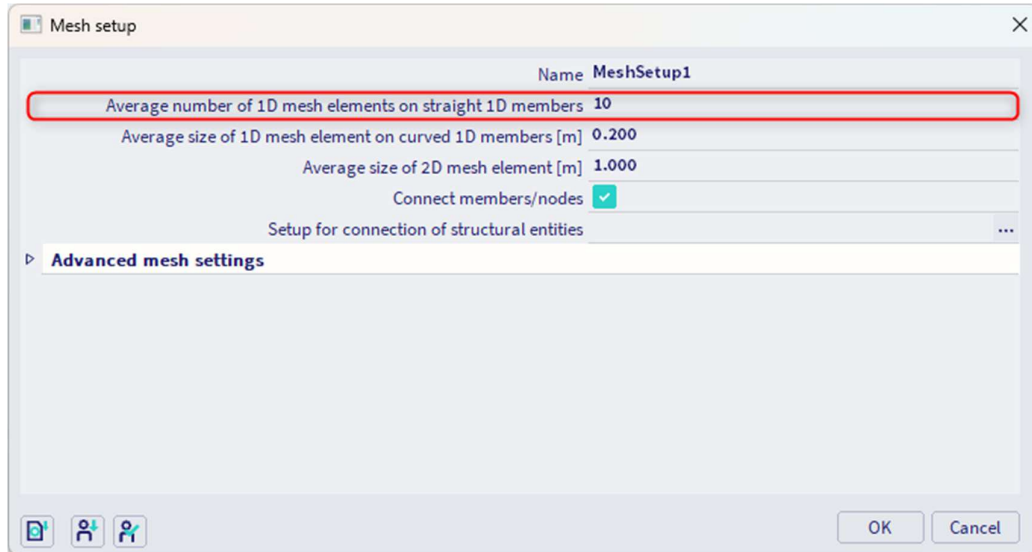 Mesh setup
Name MeshSetup1
Average number of 1D mesh elements on straight 1D members 10
Average size of 1D mesh element on curved 1D members [m] 0.200
Average size of 2D mesh element [m] 1.000
Connect members/nodes
Setup for connection of structural entities ...
Advanced mesh settings
OK Cancel